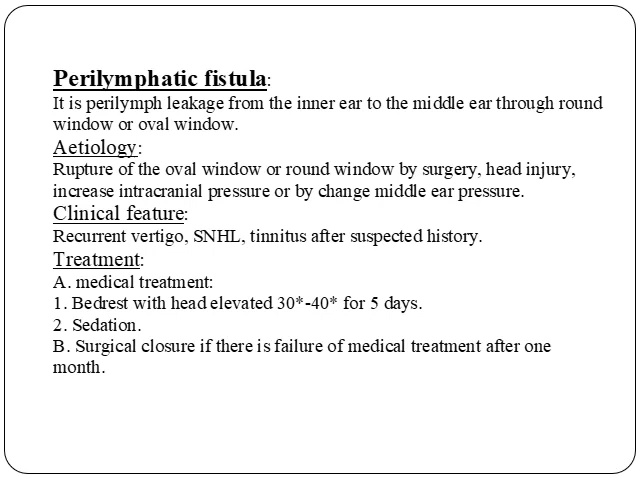 Perilymphatic fistula:
It is perilymph leakage from the inner ear to the middle ear through round
window or oval window.
Aetiology:
Rupture of the oval window or round window by surgery, head injury,
increase intracranial pressure or by change middle ear pressure.
Clinical feature:
Recurrent vertigo, SNHL, tinnitus after suspected history.
Treatment:
A. medical treatment:
1. Bedrest with head elevated 30*-40* for 5 days.
2. Sedation.
B. Surgical closure if there is failure of medical treatment after one
month.